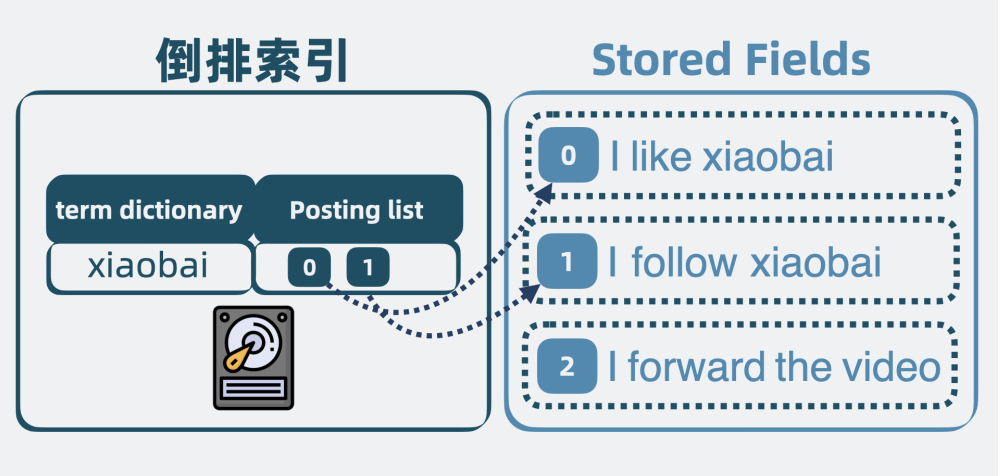 倒排索引
term dictionary Posting list
xiaobai 0 1
Stored Fields
0 I like xiaobai
1 I follow xiaobai
2 I forward the video